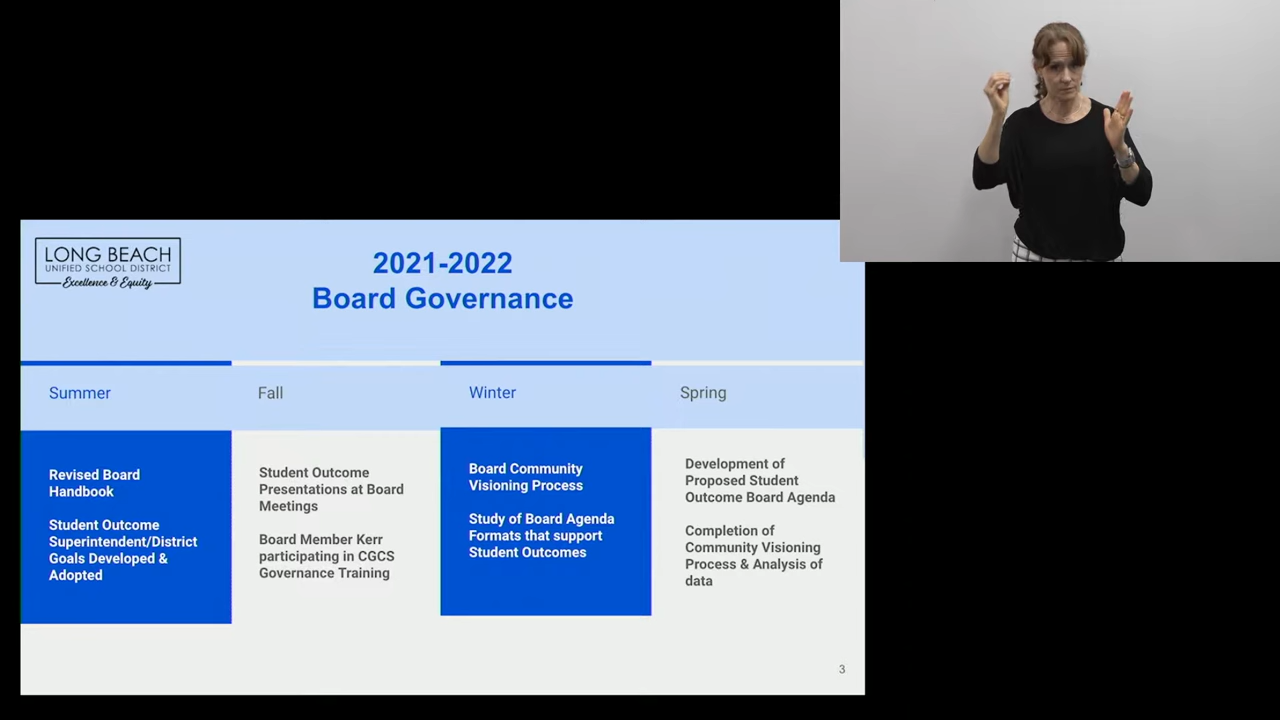 LONG BEACH
UNIFIED SCHOOL DISTRICT
Excellence & Equity
2021-2022
Board Governance
Summer
Fall
Winter
Spring
Revised Board
Handbook
Student Outcome
Superintendent/District
Goals Developed &
Adopted
Student Outcome
Presentations at Board
Meetings
Board Member Kerr
participating in CGCS
Governance Training
Board Community
Visioning Process
Study of Board Agenda
Formats that support
Student Outcomes
Development of
Proposed Student
Outcome Board Agenda
Completion of
Community Visioning
Process & Analysis of
data
3